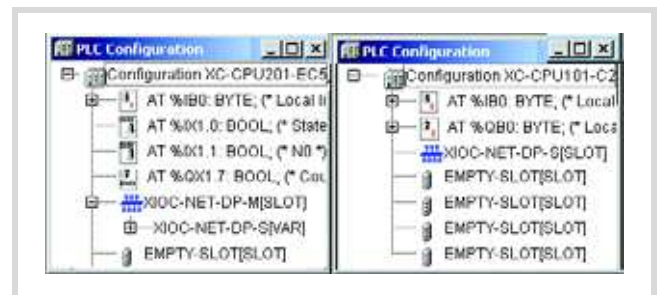 PLC Configuration
Configuration XC-CPU201-EC5
AT %IB0: BYTE; (* Local I
AT %IX1.0: BOOL; (* State
AT %IX1.1: BOOL; (* N0 *)
AT %QX1.7: BOOL; (* Cou
XIOC-NET-DP-M[SLOT]
XIOC-NET-DP-S[VAR]
EMPTY-SLOT[SLOT]
PLC Configuration
Configuration XC-CPU101-C2
AT %IB0: BYTE; (* Local
AT %QB0: BYTE; (* Loca
XIOC-NET-DP-S[SLOT]
EMPTY-SLOT[SLOT]
EMPTY-SLOT[SLOT]
EMPTY-SLOT[SLOT]
EMPTY-SLOT[SLOT]